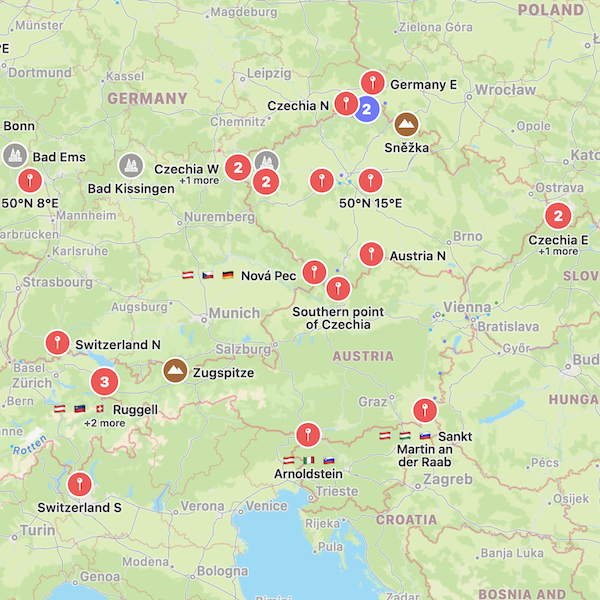 Magdeburg
POLAND
Münster
Zielona Góra
°E
Dortmund
Kassel
Leipzig
Germany E
Wrocław
GERMANY
Czechia N
2
Chemnitz
Opole
Bonn
Sněžka
Bad Ems
Czechia W
2
+1 more
2
Kato
Bad Kissingen
50°N 8°E
50°N 15°E
Ostrava
Mannheim
Nuremberg
2
arbrücken
Brno
Czechia E
+1 more
Karlsruhe
Austria N
Strasbourg
Nová Pec
SLOV
Augsburg
Munich
Southern point
of Czechia
Vienna
Bratislava
Switzerland N
Salzburg
Győr
Basel
AUSTRIA
Bud
Zürich
3
Zugspitze
Bern
Graz
HUNGA
Ruggell
+2 more
Sankt
Martin an
der Raab
Rotten
Arnoldstein
Pécs
Zagreb
Switzerland S
Trieste
Verona
Venice
Osijek
Turin
Rijeka
CROATIA
Modena
Pula
Banja Luka
Genoa
Bologna
BOSNIA AND
Zadar